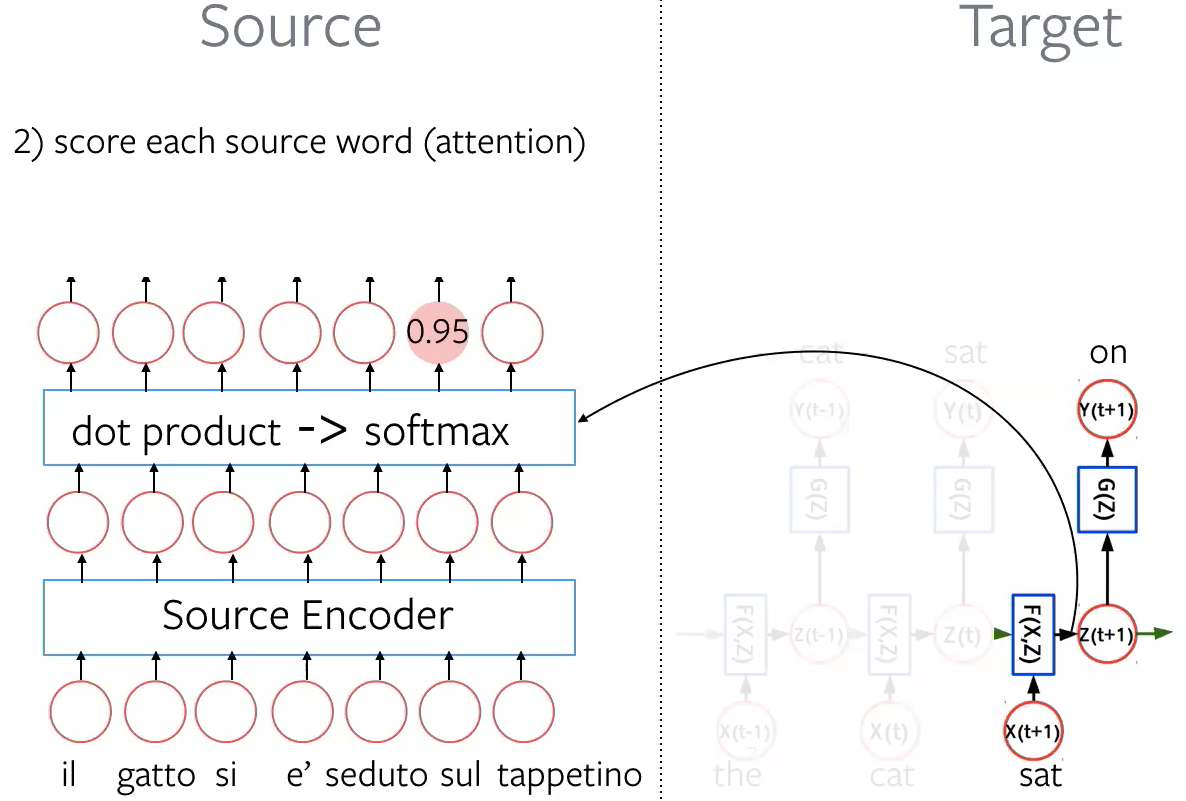 Source
Target
2) score each source word (attention)
0.95
dot product -> softmax
Source Encoder
il gatto si e’ seduto sul tappetino
cat sat on
Y(t-1) Y(t) Y(t+1)
G(Z) G(Z) G(Z)
F(X,Z) Z(t-1) F(X,Z) Z(t) F(X,Z) Z(t+1)
X(t-1) X(t) X(t+1)
the cat sat